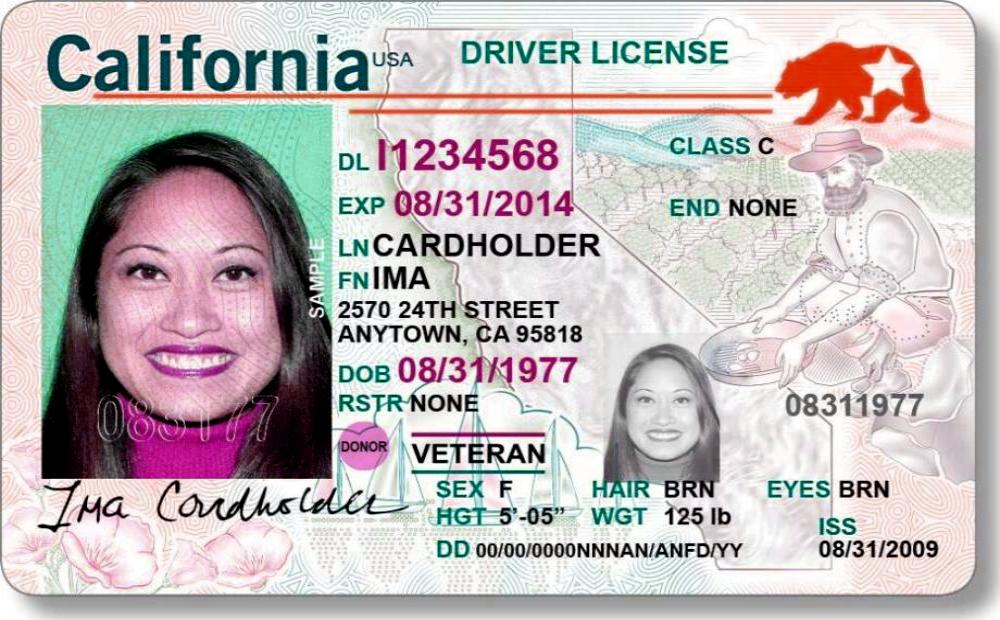 California USA DRIVER LICENSE
DL I1234568 CLASS C
EXP 08/31/2014 END NONE
LN CARDHOLDER
FN IMA
2570 24TH STREET
ANYTOWN, CA 95818
DOB 08/31/1977
RSTR NONE 08311977
SAMPLE
083177
DONOR VETERAN
Ima Cardholder
SEX F HAIR BRN EYES BRN
HGT 5'-05" WGT 125 lb ISS
DD 00/00/0000NNNAN/ANFD/YY 08/31/2009